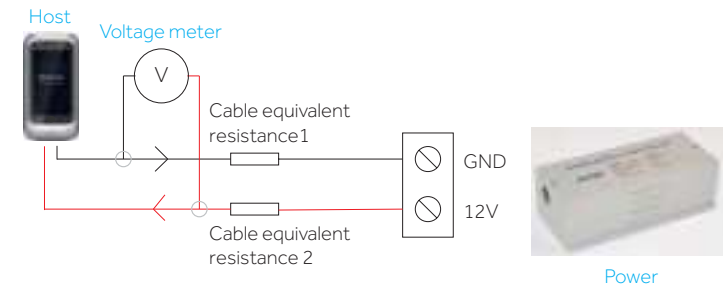 Host
Voltage meter
V
Cable equivalent
resistance1
GND
12V
Cable equivalent
resistance 2
Power